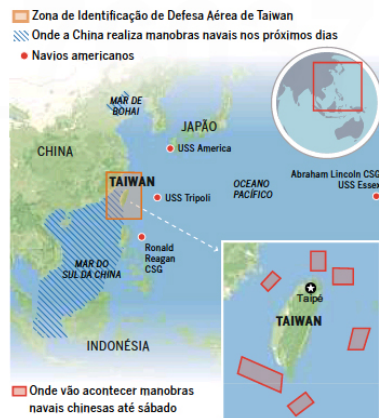 Zona de Identificação de Defesa Aérea de Taiwan
Onde a China realiza manobras navais nos próximos dias
Navios americanos
MAR DE
BOHAI
JAPÃO
CHINA
USS America
TAIWAN
USS Tripoli
OCEANO
PACÍFICO
Abraham Lincoln CSG
USS Essex
Ronald
Reagan
CSG
MAR DO
SUL DA CHINA
INDONÉSIA
Taipé
TAIWAN
Onde vão acontecer manobras
navais chinesas até sábado